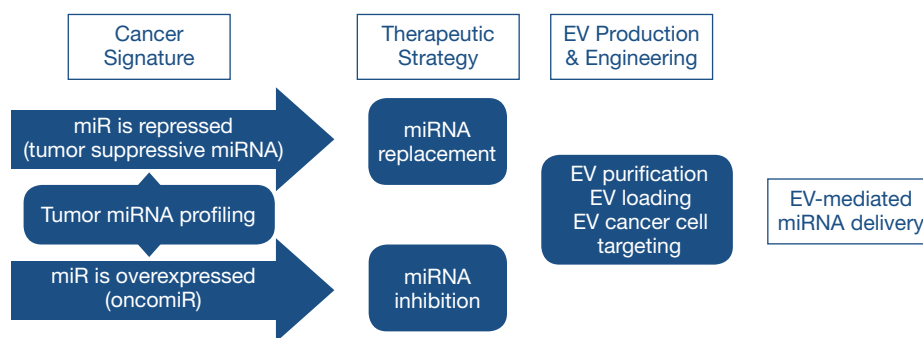 Cancer
Signature
Therapeutic
Strategy
EV Production
& Engineering
miR is repressed
(tumor suppressive miRNA)
miRNA
replacement
Tumor miRNA profiling
EV purification
EV loading
EV cancer cell
targeting
EV-mediated
miRNA delivery
miR is overexpressed
(oncomiR)
miRNA
inhibition